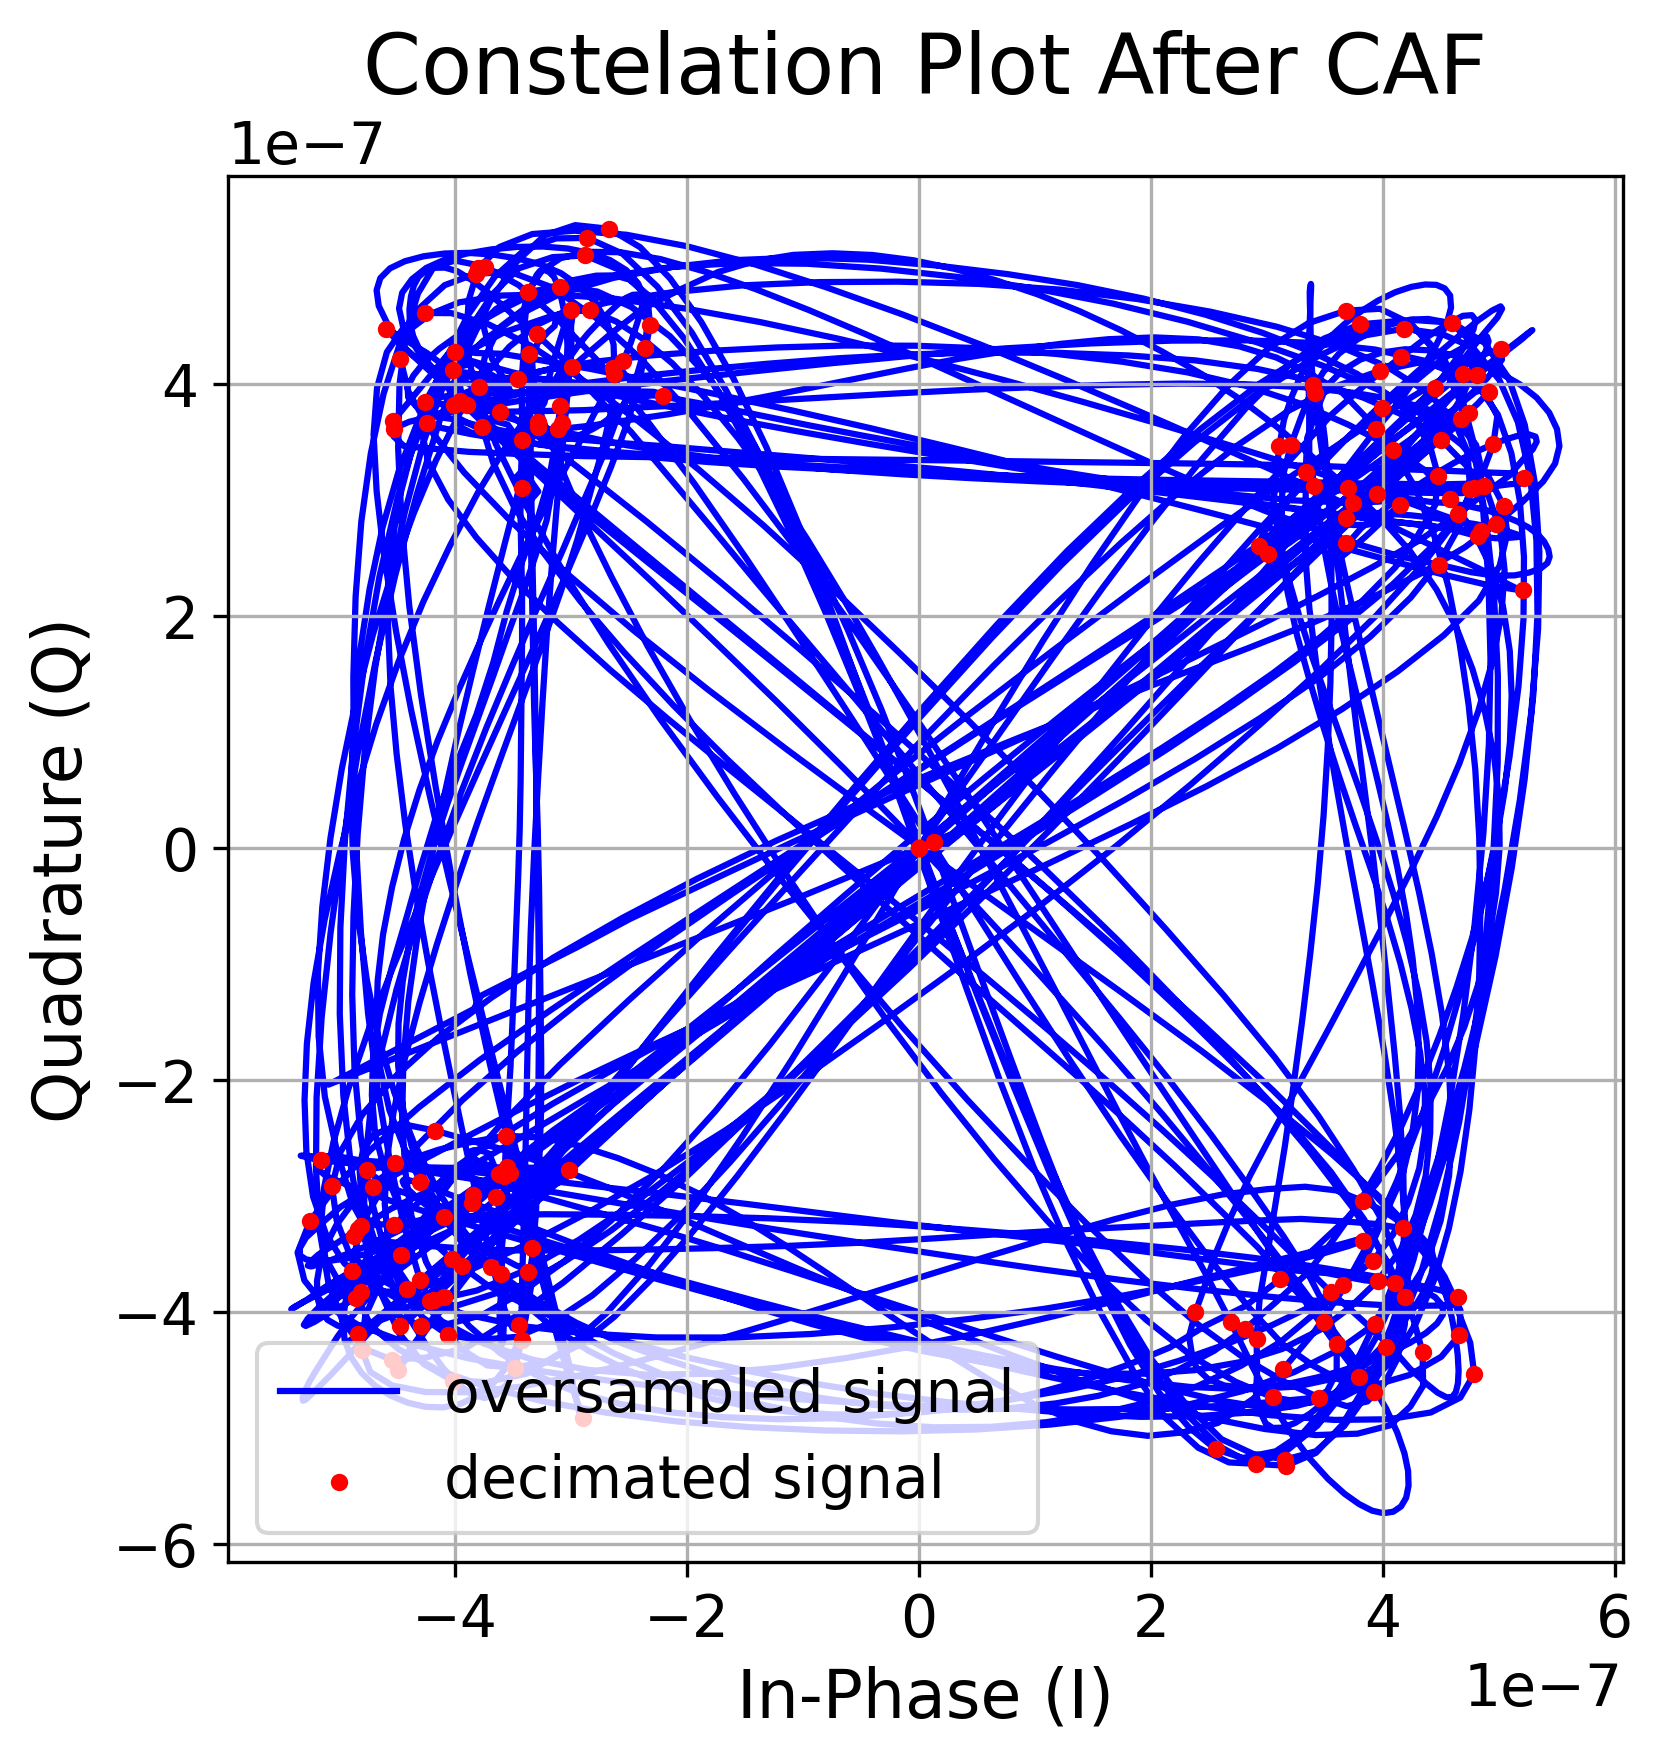 Constelation Plot After CAF
1e−7
4
2
0
−2
−4
−6
Quadrature (Q)
oversampled signal
decimated signal
−4 −2 0 2 4 6
1e−7
In-Phase (I)